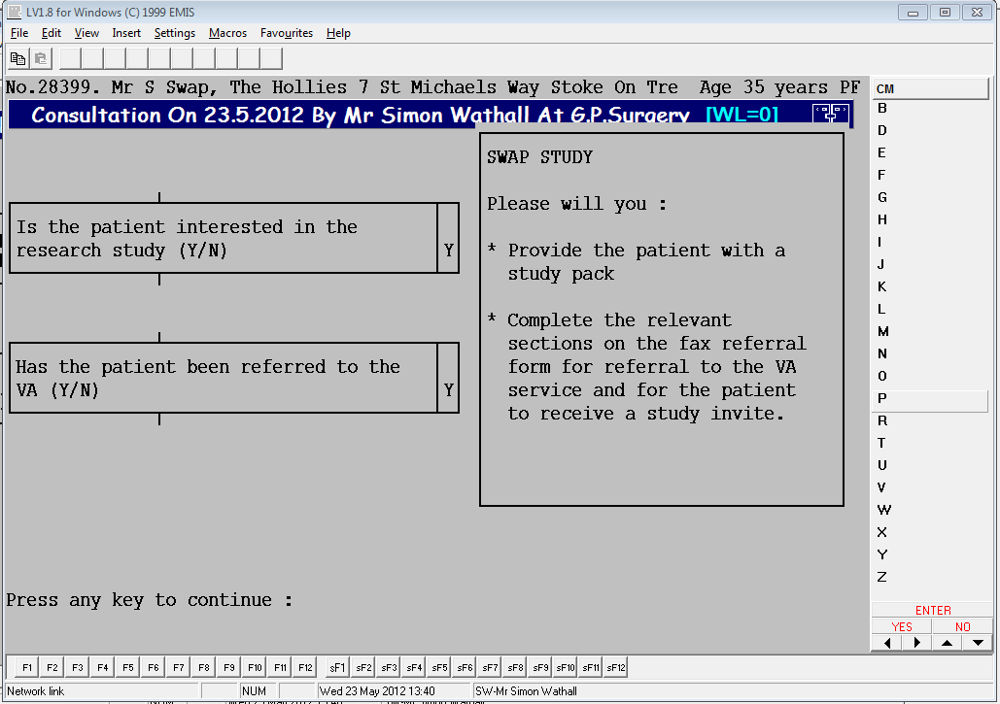 LV1.8 for Windows (C) 1999 EMIS
File Edit View Insert Settings Macros Favourites Help
No.28399. Mr S Swap, The Hollies 7 St Michaels Way Stoke On Tre Age 35 years PF
Consultation On 23.5.2012 By Mr Simon Wathall At G.P.Surgery [WL=0]
Is the patient interested in the
research study (Y/N)
Y
Has the patient been referred to the
VA (Y/N)
Y
SWAP STUDY
Please will you :
* Provide the patient with a
study pack
* Complete the relevant
sections on the fax referral
form for referral to the VA
service and for the patient
to receive a study invite.
Press any key to continue :
CM
B
D
E
F
G
H
I
J
K
L
M
N
O
P
R
T
U
V
W
X
Y
Z
ENTER
YES NO
F1 F2 F3 F4 F5 F6 F7 F8 F9 F10 F11 F12 sF1 sF2 sF3 sF4 sF5 sF6 sF7 sF8 sF9 sF10 sF11 sF12
Network link NUM Wed 23 May 2012 13:40 SW-Mr Simon Wathall